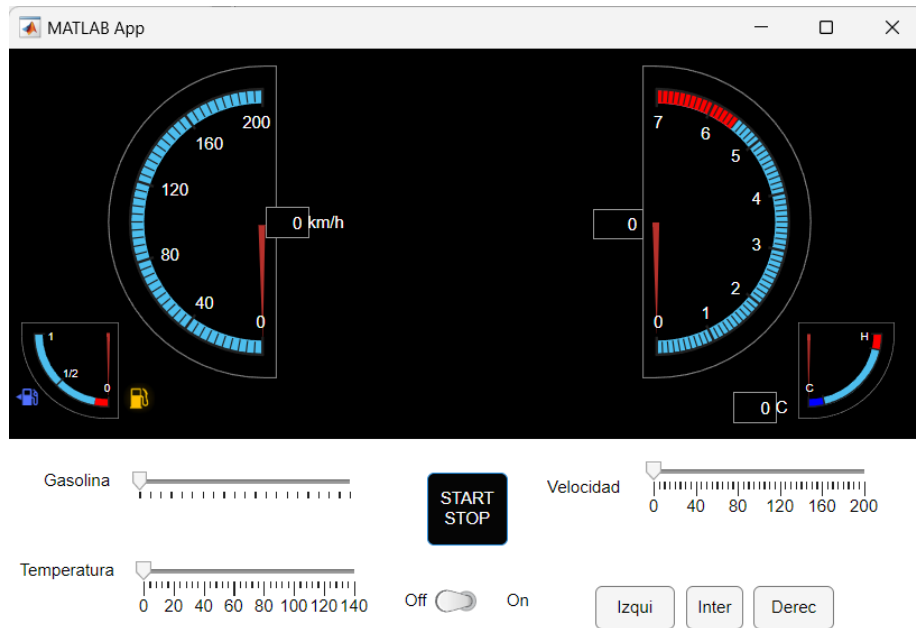 MATLAB App
200
160
120
80
40
0
0 km/h
7
6
5
4
3
2
1
0
0
1
1/2
0
H
C
0 C
Gasolina
START
STOP
Velocidad
0 40 80 120 160 200
Temperatura
0 20 40 60 80 100 120 140
Off On
Izqui Inter Derec